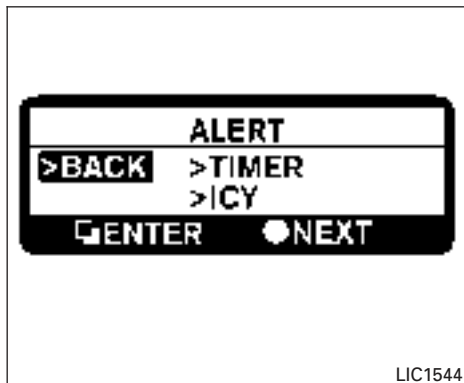 ALERT
>BACK >TIMER
>ICY
ENTER NEXT
LIC1544